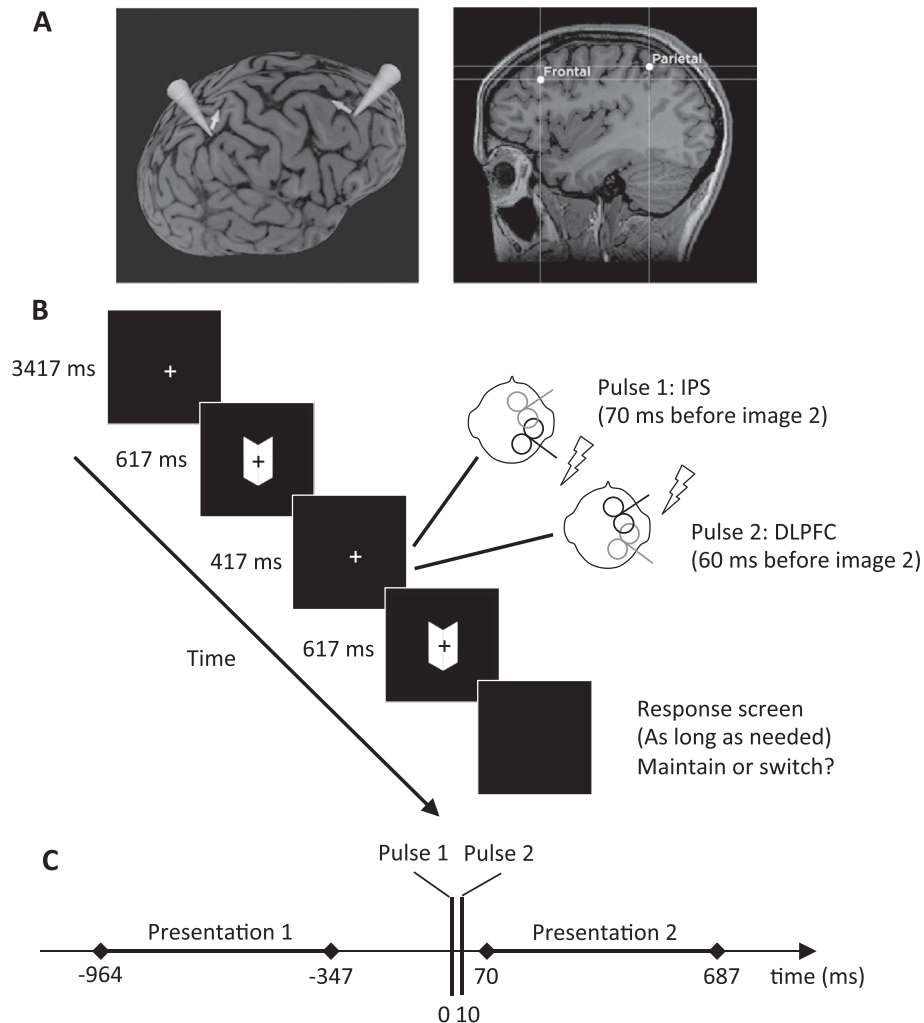 A
Frontal
Parietal
B
3417 ms
617 ms
417 ms
617 ms
Time
Pulse 1: IPS
(70 ms before image 2)
Pulse 2: DLPFC
(60 ms before image 2)
Response screen
(As long as needed)
Maintain or switch?
C
Pulse 1 Pulse 2
Presentation 1
Presentation 2
-964
-347
70
687
time (ms)
0 10